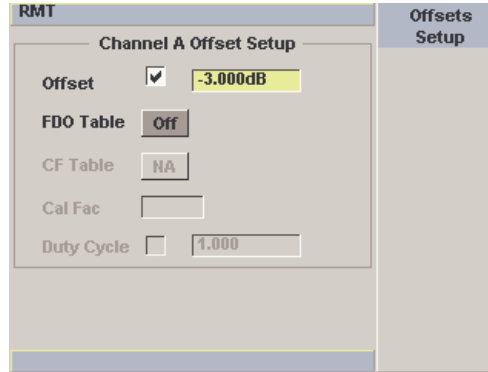 RMT
Offsets
Setup
Channel A Offset Setup
Offset -3.000dB
FDO Table Off
CF Table NA
Cal Fac
Duty Cycle 1.000